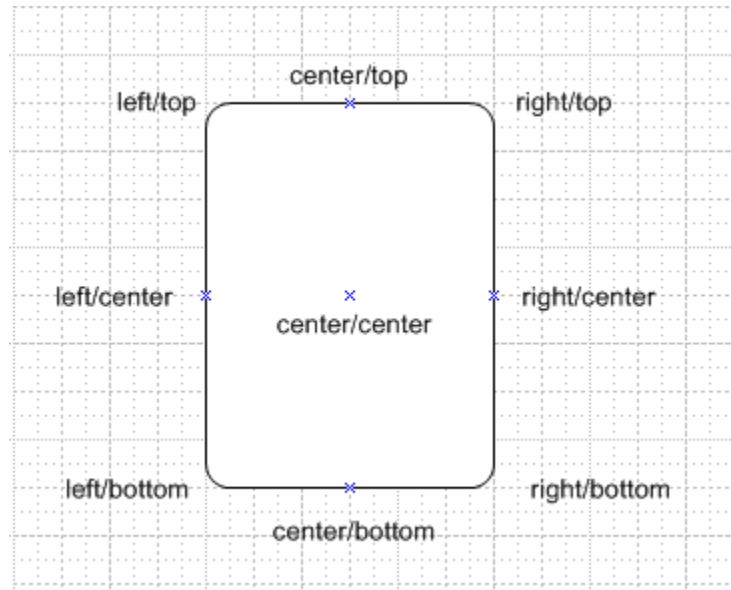 center/top
left/top
right/top
left/center
right/center
center/center
left/bottom
right/bottom
center/bottom